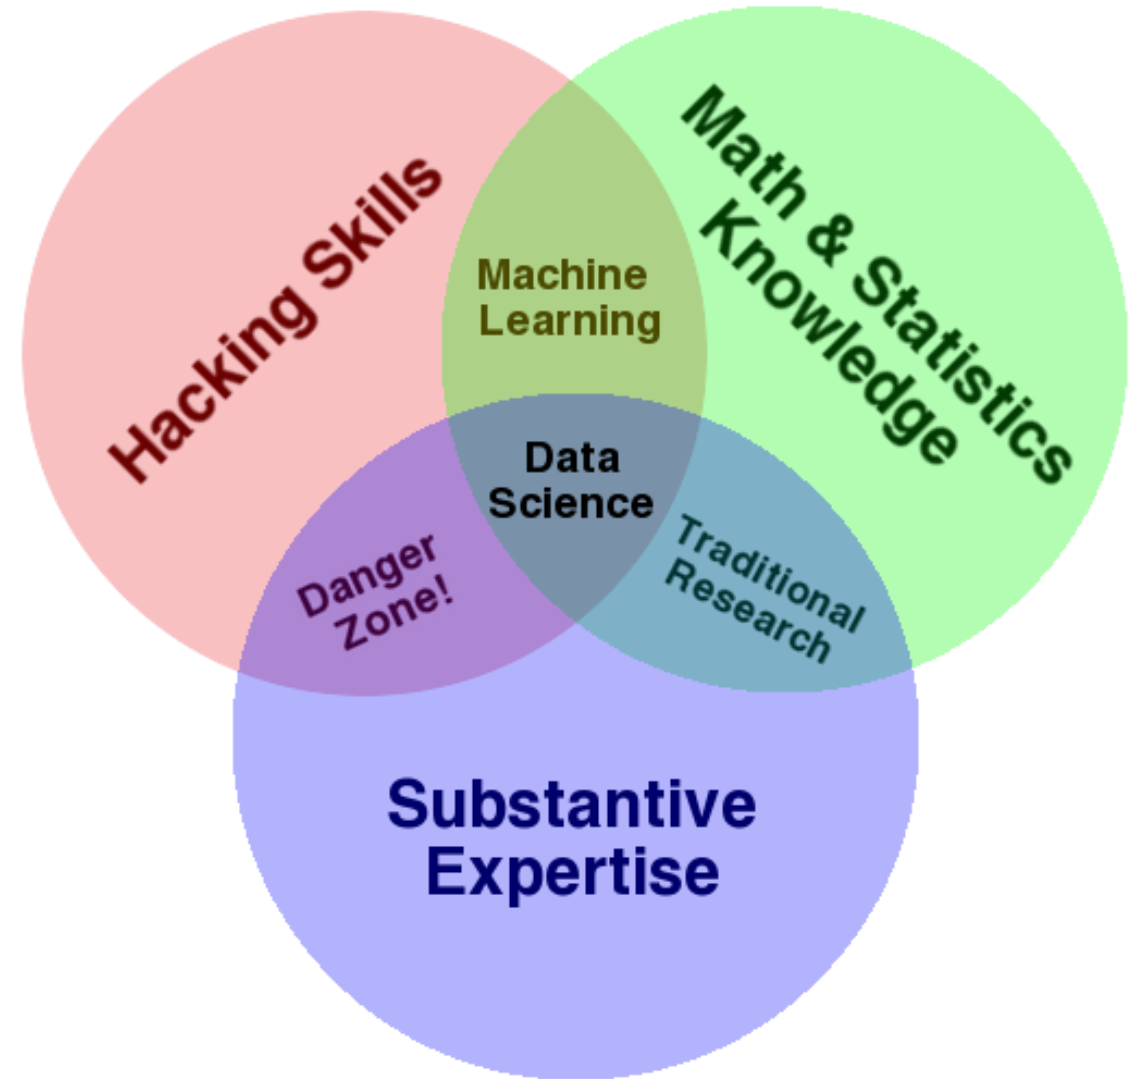 Hacking Skills
Math & Statistics
Knowledge
Machine
Learning
Data
Science
Danger
Zone!
Traditional
Research
Substantive
Expertise